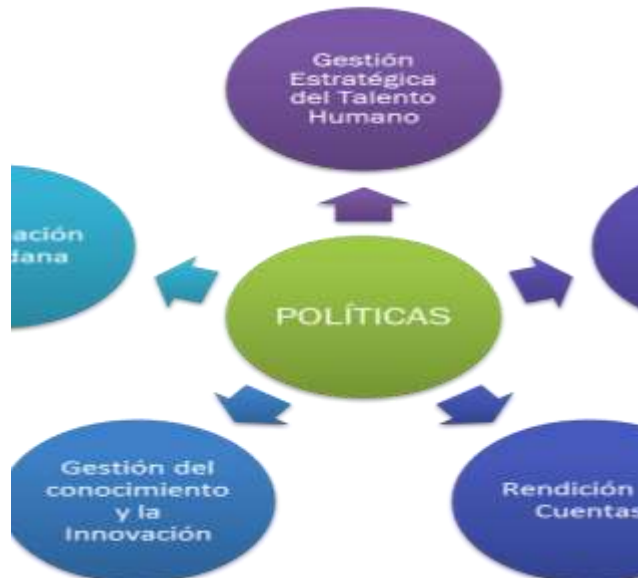 Gestión
Estratégica
del Talento
Humano
ación
dana
POLÍTICAS
Gestión del
conocimiento
y la
Innovación
Rendición
Cuentas